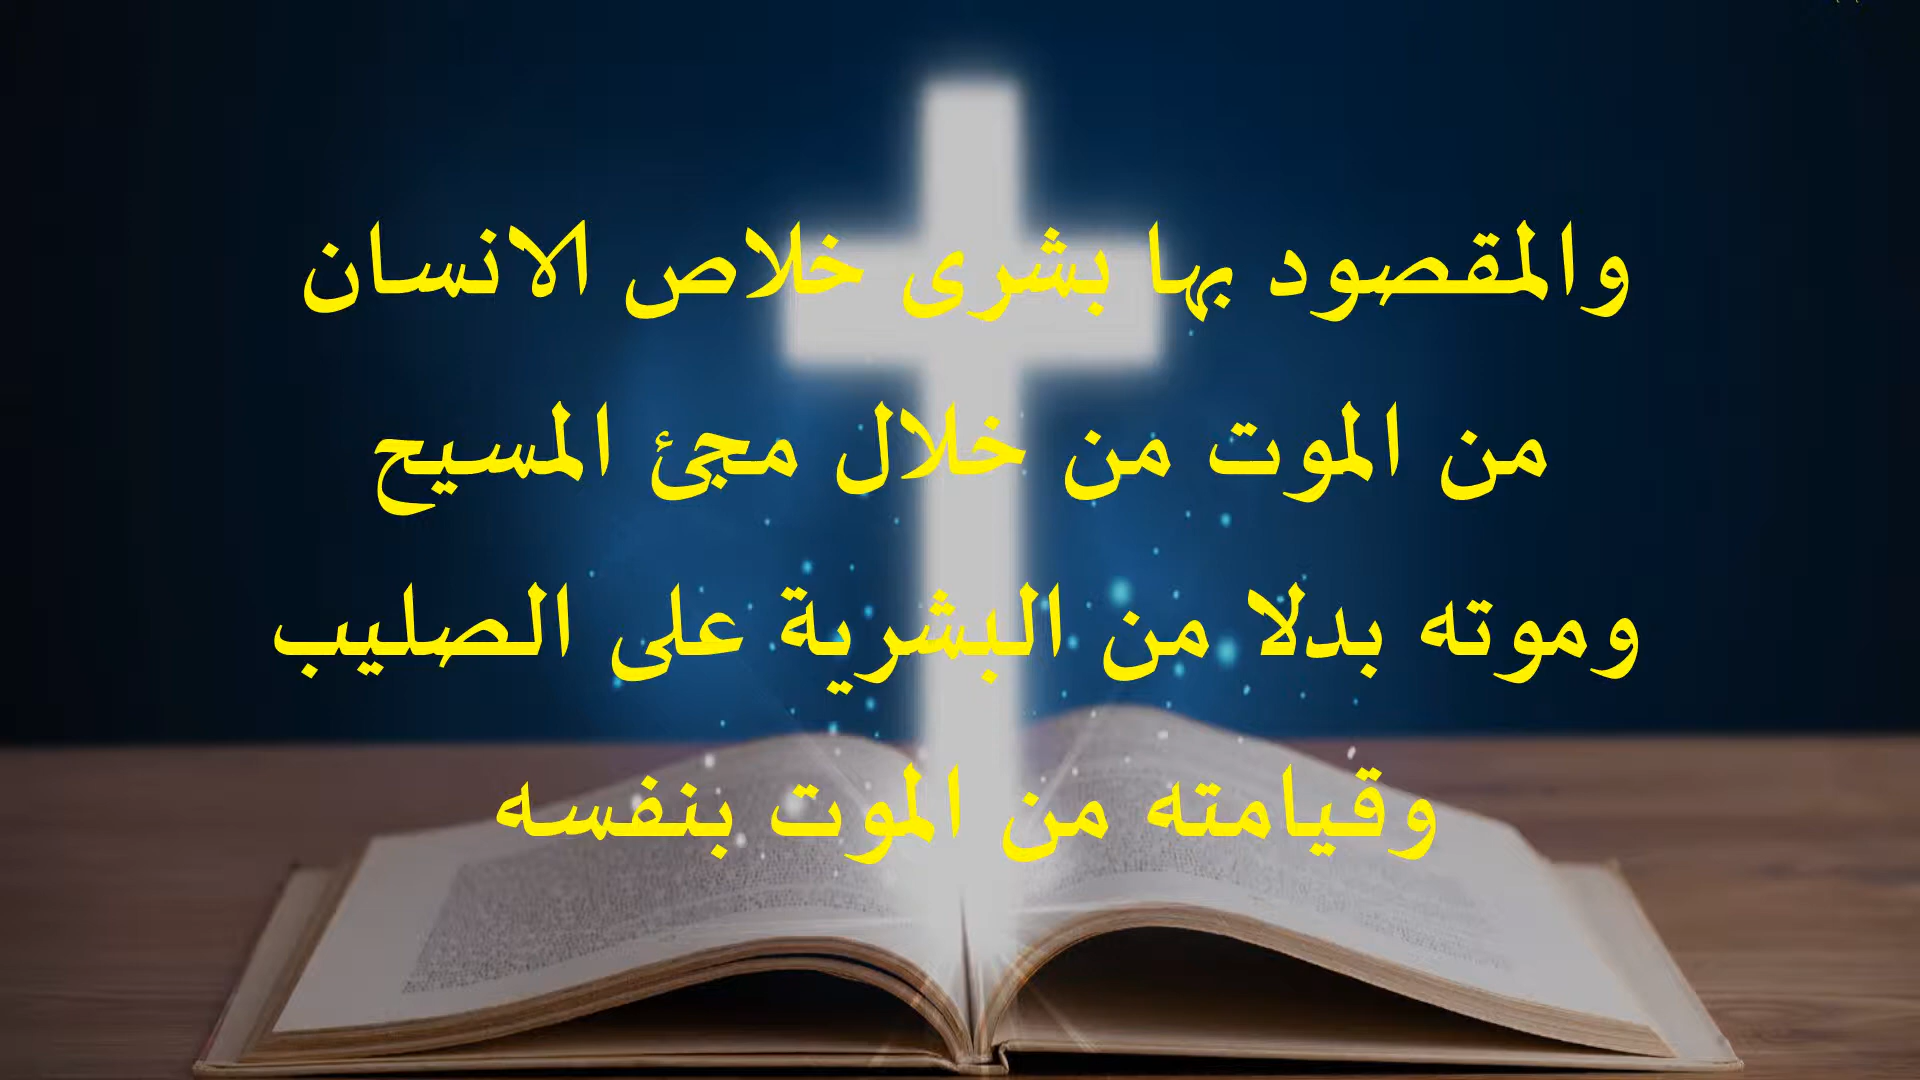 والمقصود بها بشرى خلاص الانسان
من الموت من خلال مجئ المسيح
وموته بدلا من البشرية على الصليب
وقيامته من الموت بنفسه